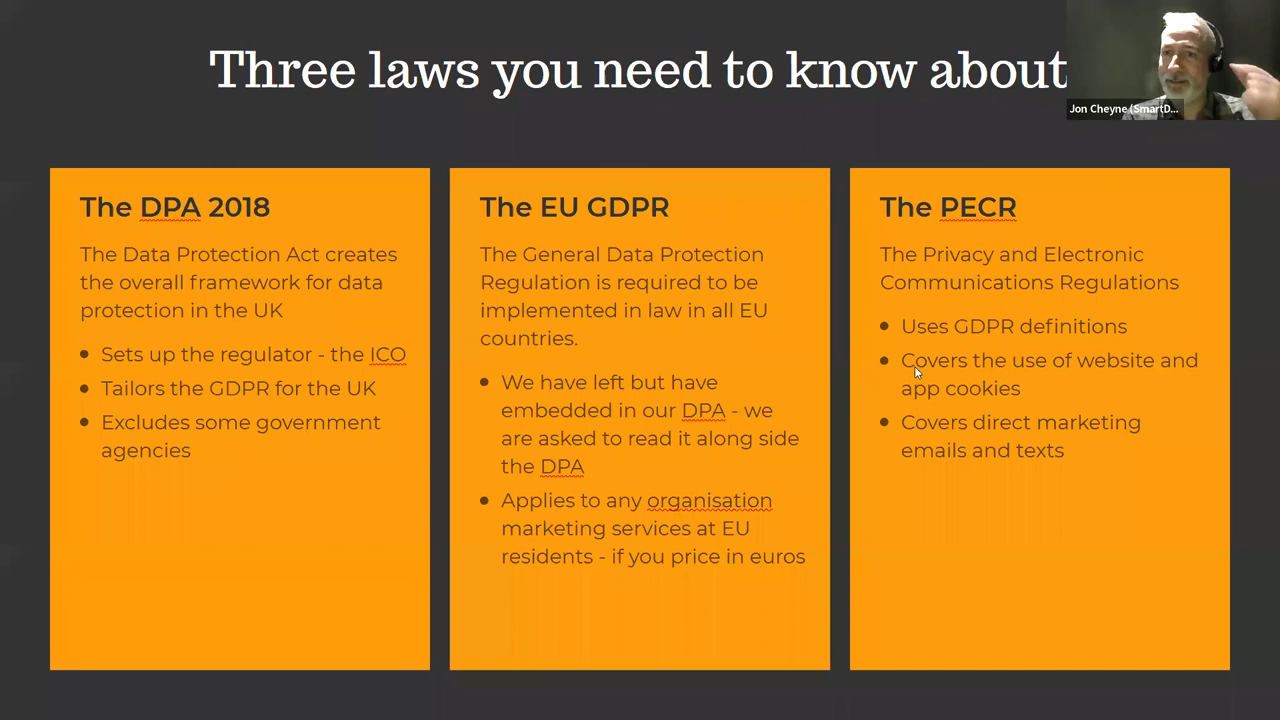 Three laws you need to know about
Jon Cheyne (SmartD...
The DPA 2018
The Data Protection Act creates
the overall framework for data
protection in the UK
• Sets up the regulator - the ICO
• Tailors the GDPR for the UK
• Excludes some government
agencies
The EU GDPR
The General Data Protection
Regulation is required to be
implemented in law in all EU
countries.
• We have left but have
embedded in our DPA - we
are asked to read it along side
the DPA
• Applies to any organisation
marketing services at EU
residents - if you price in euros
The PECR
The Privacy and Electronic
Communications Regulations
• Uses GDPR definitions
• Covers the use of website and
app cookies
• Covers direct marketing
emails and texts